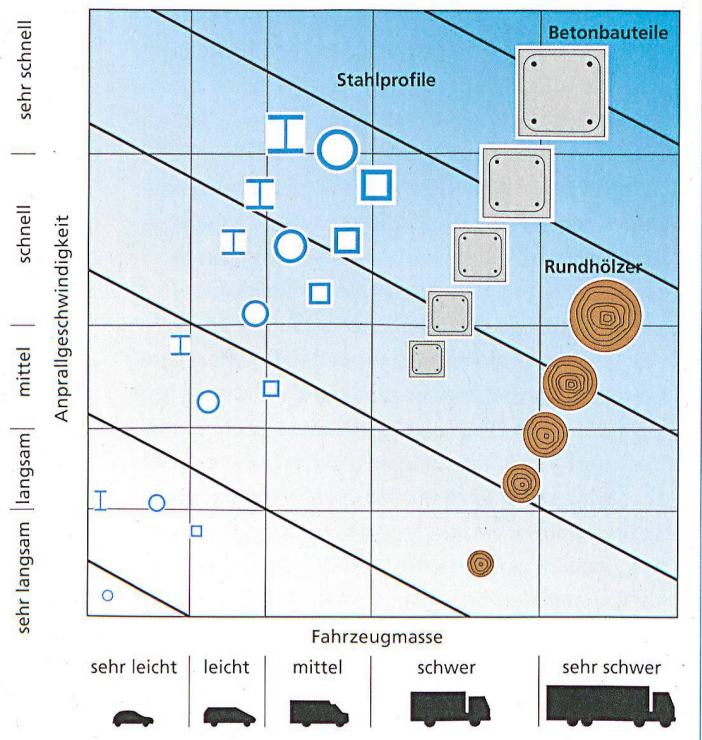 Betonbauteile
Stahlprofile
Rundhölzer
Anprallgeschwindigkeit
sehr schnell
schnell
mittel
langsam
sehr langsam
Fahrzeugmasse
sehr leicht
leicht
mittel
schwer
sehr schwer